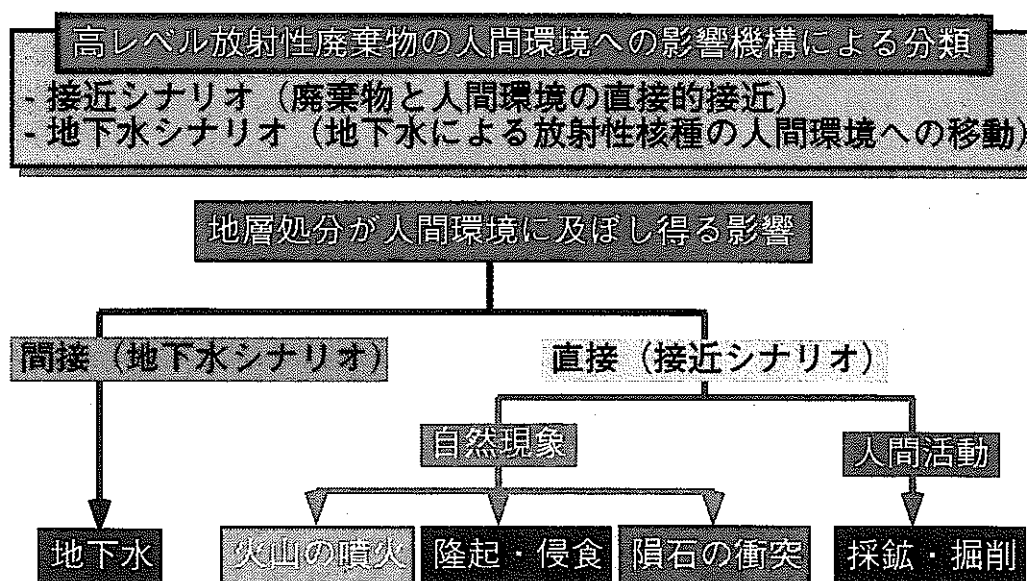 高レベル放射性廃棄物の人間環境への影響機構による分類
- 接近シナリオ（廃棄物と人間環境の直接的接近）
- 地下水シナリオ（地下水による放射性核種の人間環境への移動）
地層処分が人間環境に及ぼし得る影響
間接（地下水シナリオ）
直接（接近シナリオ）
自然現象
人間活動
地下水
火山の噴火
隆起・侵食
隕石の衝突
採鉱・掘削